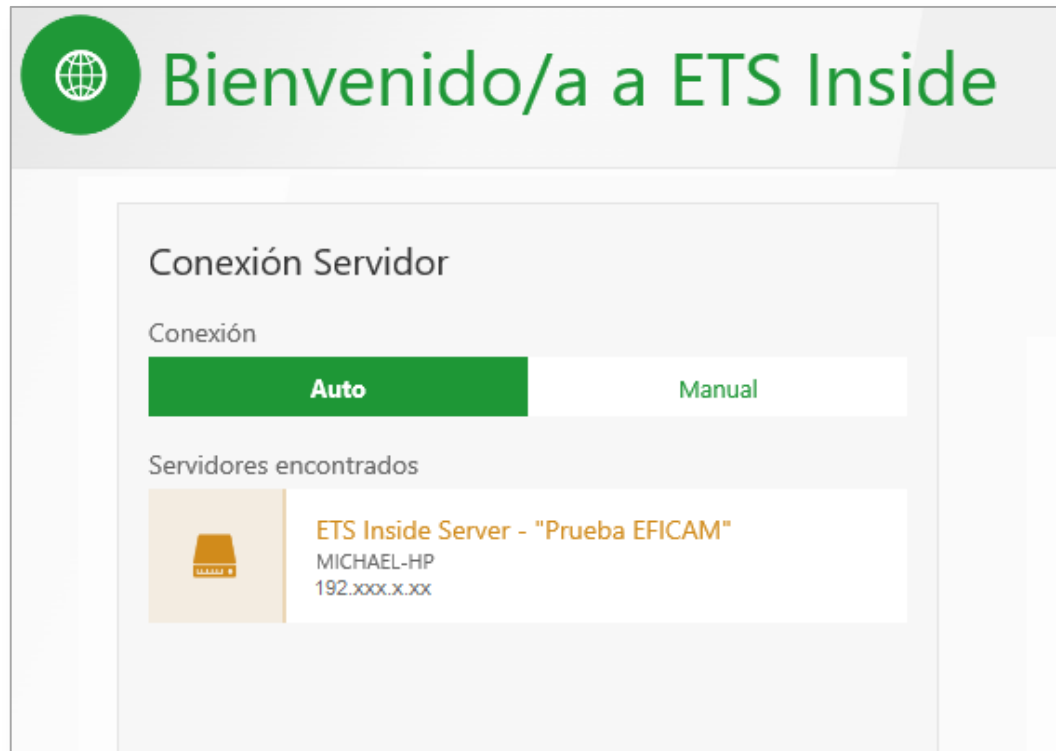 Bienvenido/a a ETS Inside
Conexión Servidor
Conexión
Auto
Manual
Servidores encontrados
ETS Inside Server - "Prueba EFICAM"
MICHAEL-HP
192.xxx.x.xx